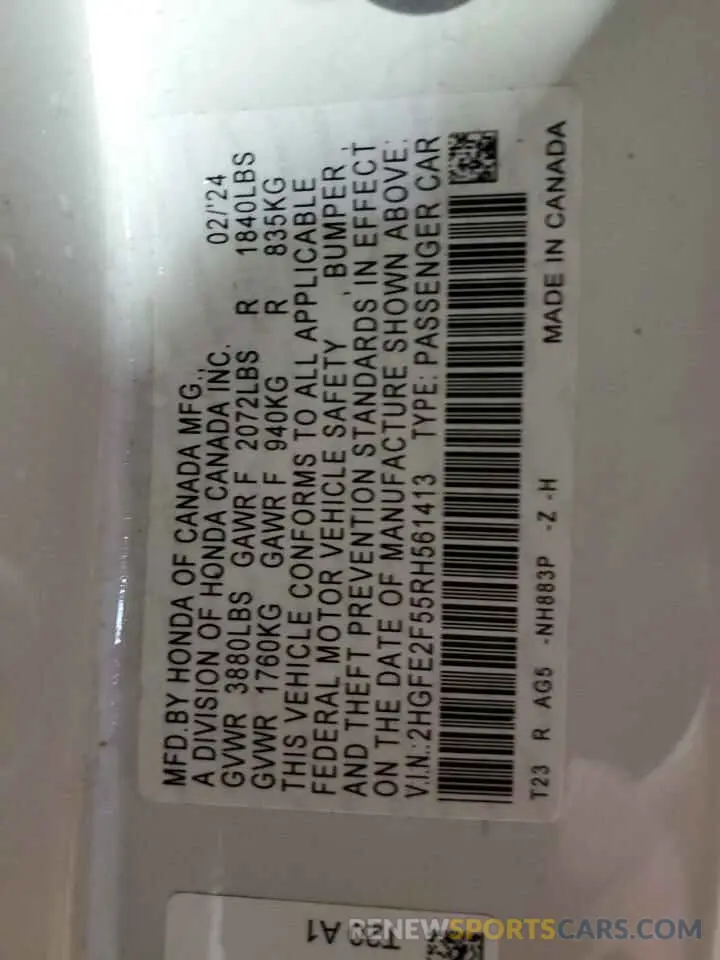 MFD.BY HONDA OF CANADA MFG.,
A DIVISION OF HONDA CANADA INC. 02/'24
GVWR 3880LBS GAWR F 2072LBS R 1840LBS
GVWR 1760KG GAWR F 940KG R 835KG
THIS VEHICLE CONFORMS TO ALL APPLICABLE
FEDERAL MOTOR VEHICLE SAFETY , BUMPER ,
AND THEFT PREVENTION STANDARDS IN EFFECT
ON THE DATE OF MANUFACTURE SHOWN ABOVE.
V.I.N.:2HGFE2F55RH561413 TYPE: PASSENGER CAR
T23 R AG5 -NH883P -Z -H MADE IN CANADA
T20 A1
RENEWSPORTSCARS.COM